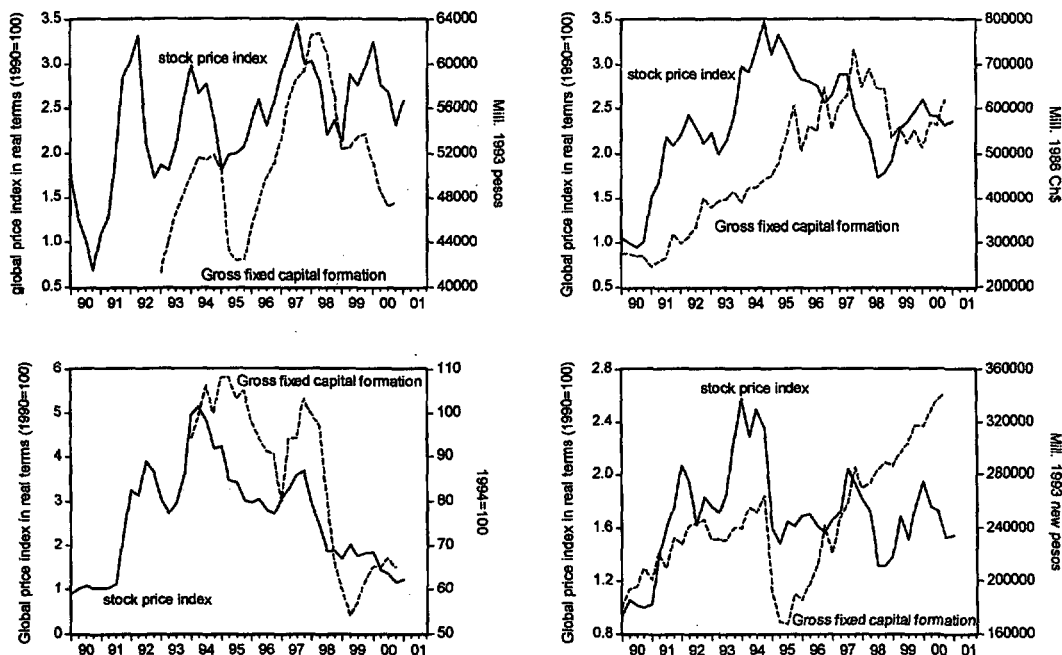 global price index in real terms (1990=100)
3.5
3.0
2.5
2.0
1.5
1.0
0.5
stock price index
Gross fixed capital formation
64000
60000
56000
52000
48000
44000
40000
Mill. 1993 pesos
90 91 92 93 94 95 96 97 98 99 00 01
Global price index in real temrs (1990=100)
3.5
3.0
2.5
2.0
1.5
1.0
0.5
stock price index
Gross fixed capital formation
800000
700000
600000
500000
400000
300000
200000
Mill. 1986 Ch$
90 91 92 93 94 95 96 97 98 99 00 01
Global price index in real terms (1990=100)
6
5
4
3
2
1
0
Gross fixed capital formation
stock price index
110
100
90
80
70
60
50
1994=100
90 91 92 93 94 95 96 97 98 99 00 01
Global price index in real terms (1990=100)
2.8
2.4
2.0
1.6
1.2
0.8
stock price index
Gross fixed capital formation
360000
320000
280000
240000
200000
160000
Mill. 1993 new pesos
90 91 92 93 94 95 96 97 98 99 00 01